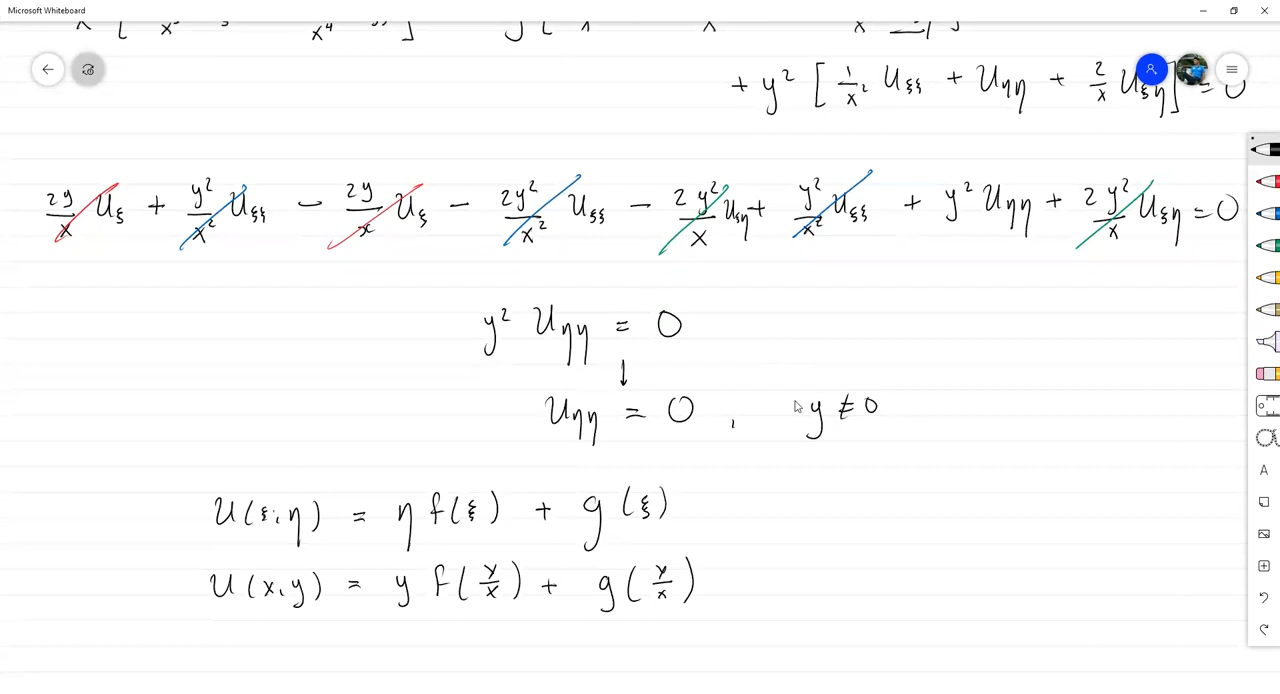 Microsoft Whiteboard
+ y² [ 1/x² u_ξξ + u_ηη + 2/x u_ξη ] = 0
2y/x u_ξ + y²/x² u_ξξ - 2y/x u_ξ - 2y²/x² u_ξξ - 2y²/x u_ξη + y²/x² u_ξξ + y² u_ηη + 2y²/x u_ξη = 0
y² u_ηη = 0
↓
u_ηη = 0 , y ≠ 0
u(ξ,η) = η f(ξ) + g(ξ)
u(x,y) = y f(y/x) + g(y/x)